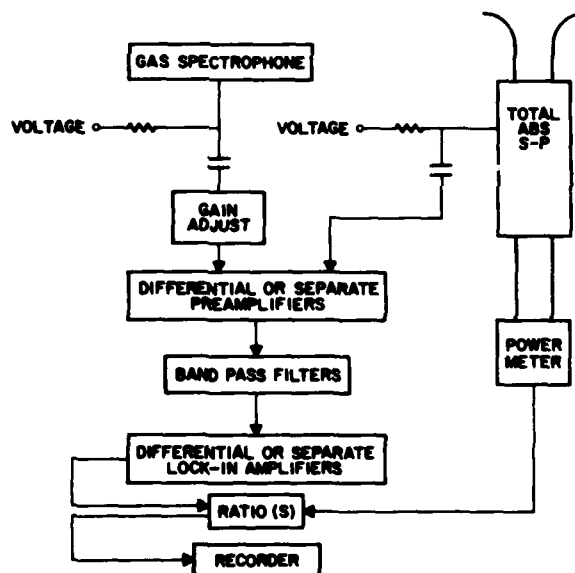 GAS SPECTROPHONE
VOLTAGE
VOLTAGE
TOTAL
ABS
S-P
GAIN
ADJUST
DIFFERENTIAL OR SEPARATE
PREAMPLIFIERS
POWER
METER
BAND PASS FILTERS
DIFFERENTIAL OR SEPARATE
LOCK-IN AMPLIFIERS
RATIO (S)
RECORDER